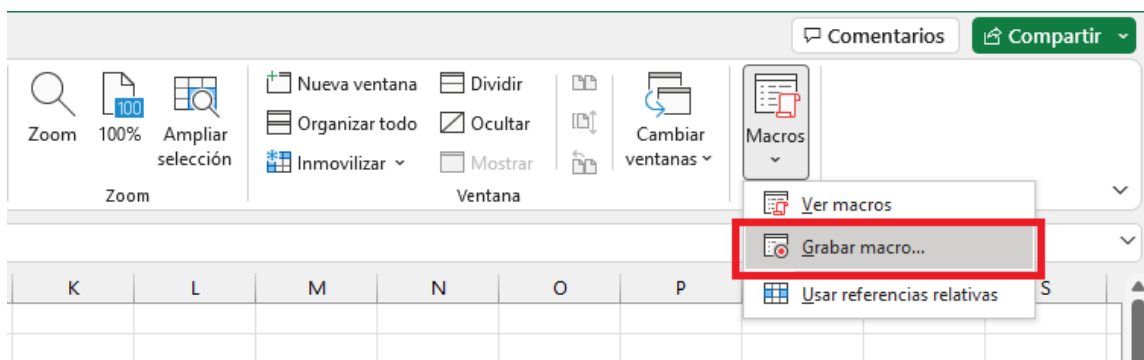 Comentarios
Compartir
Zoom
100
100%
Ampliar
selección
Zoom
Nueva ventana
Organizar todo
Inmovilizar
Dividir
Ocultar
Mostrar
Cambiar
ventanas
Ventana
Macros
Ver macros
Grabar macro...
Usar referencias relativas
K L M N O P S